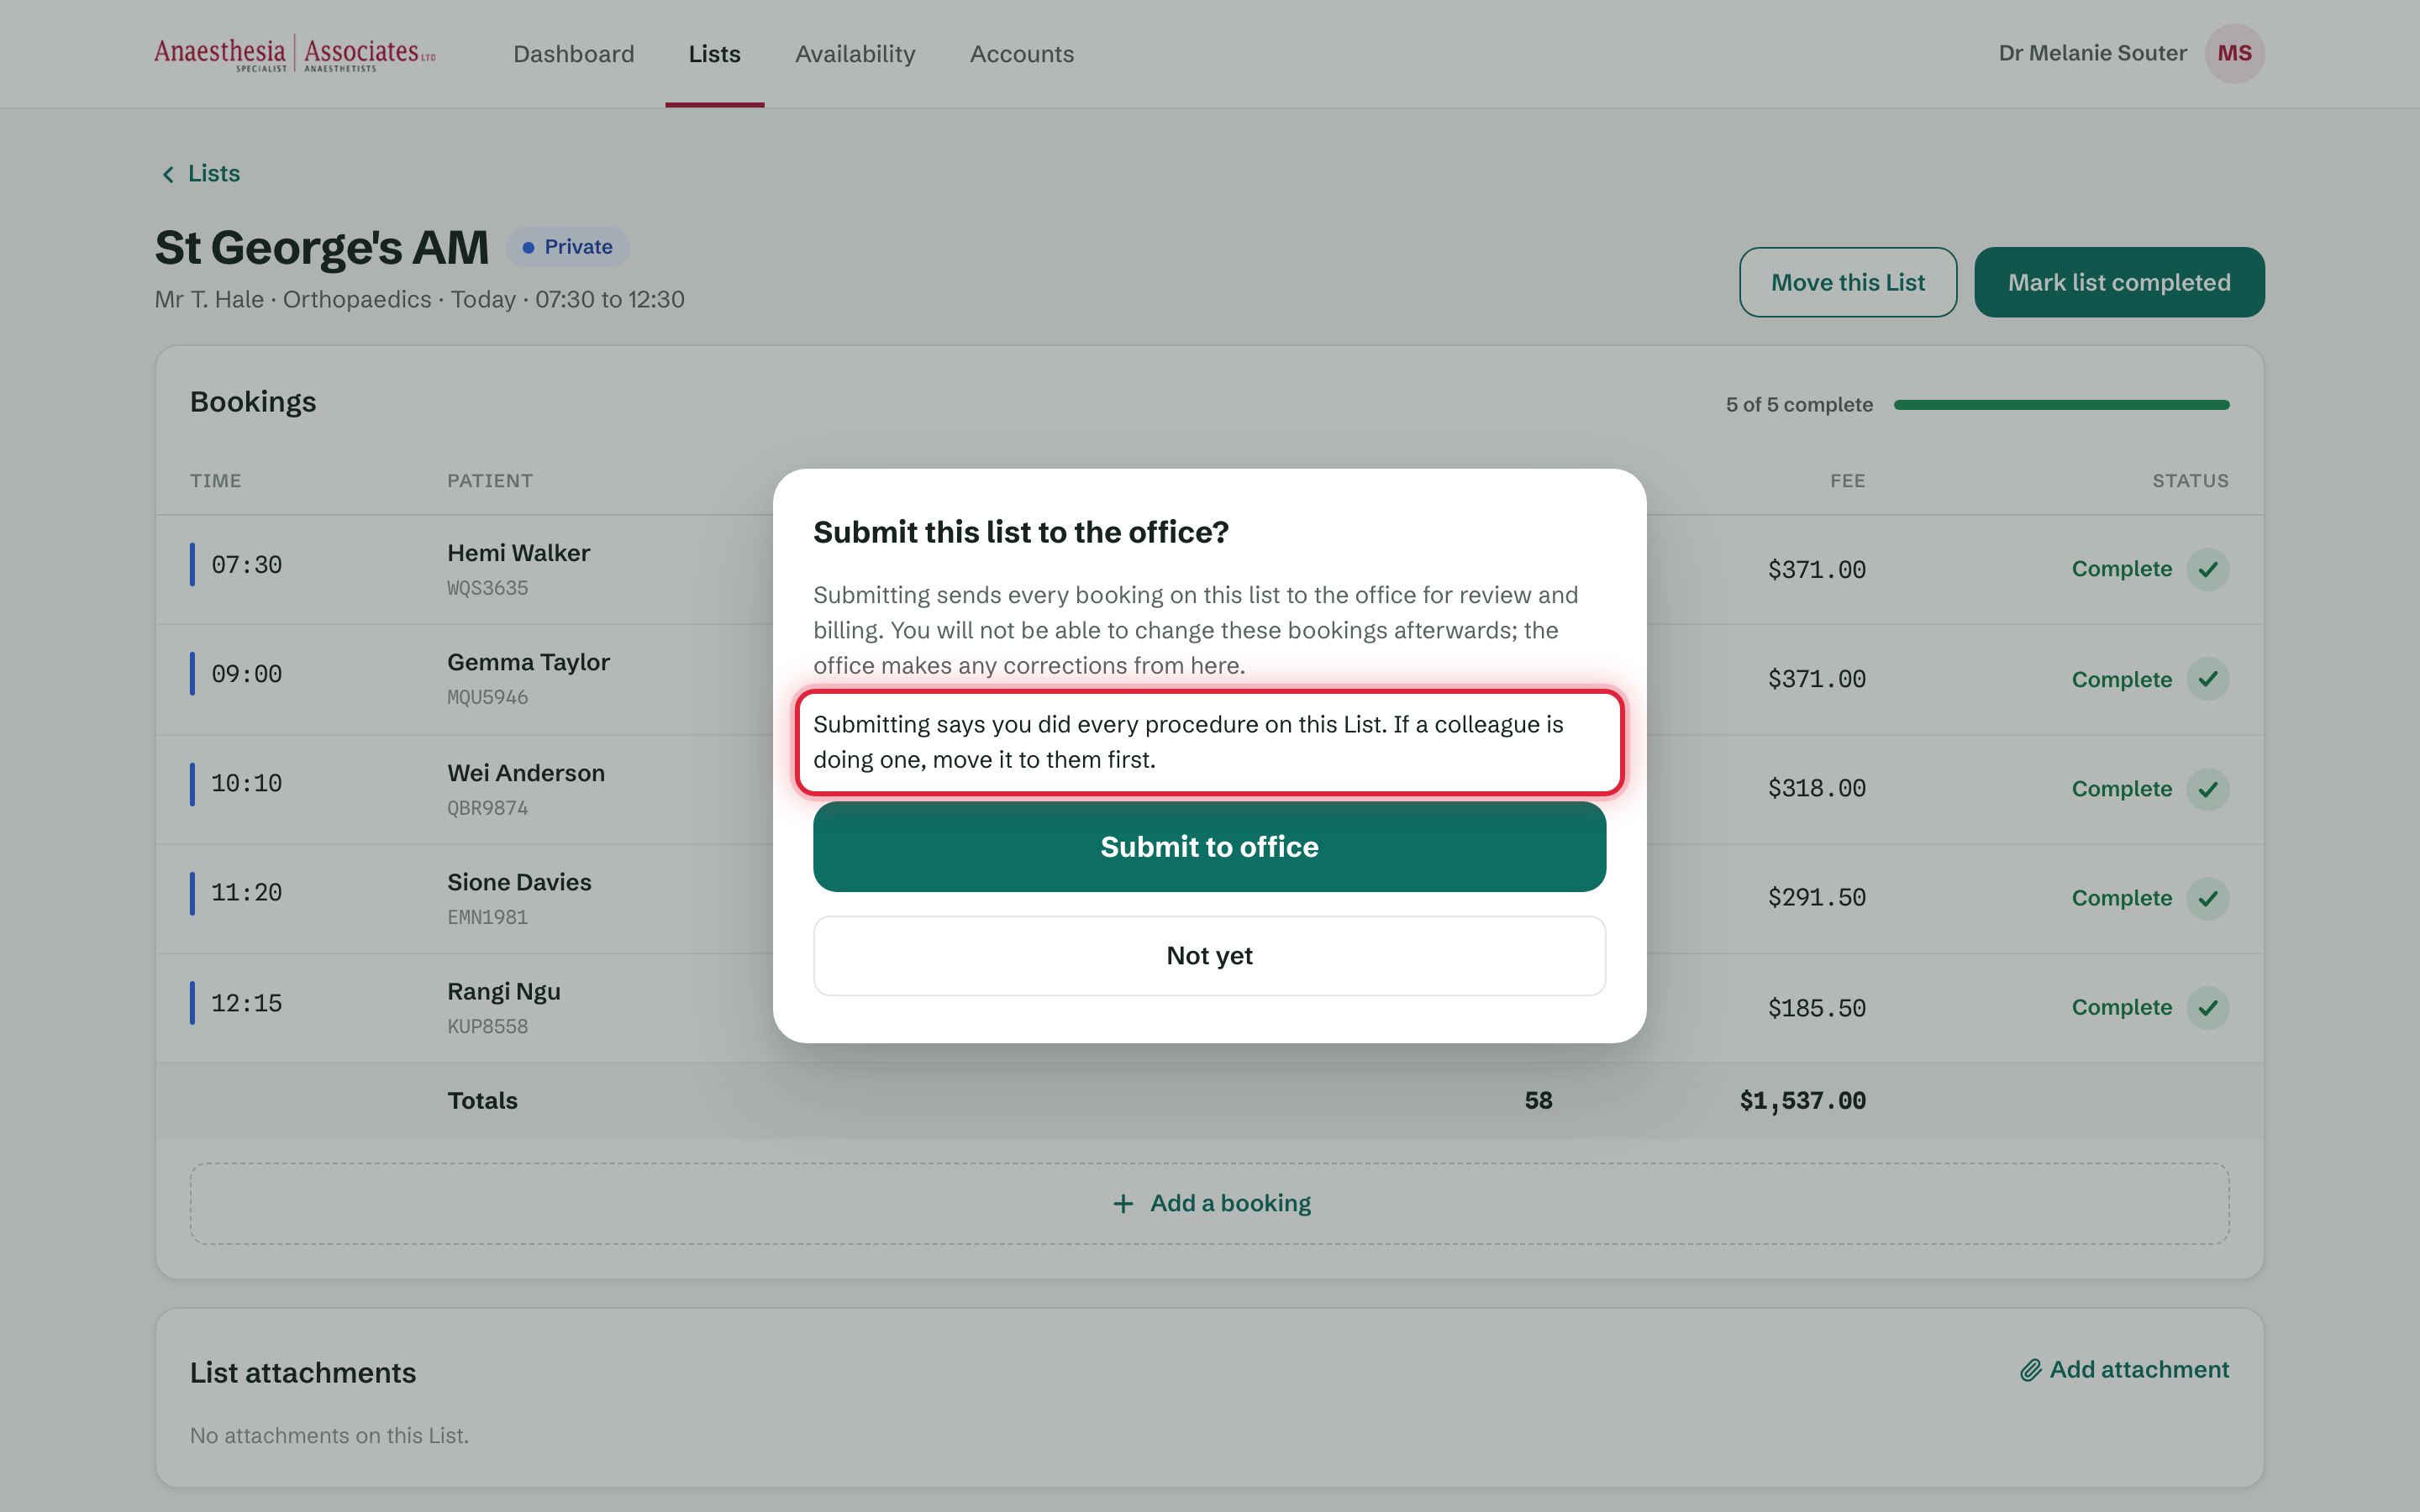 Anaesthesia | Associates LTD
SPECIALIST ANAESTHETISTS
Dashboard
Lists
Availability
Accounts
Dr Melanie Souter
MS
Lists
St George's AM
Private
Mr T. Hale · Orthopaedics · Today · 07:30 to 12:30
Move this List
Mark list completed
Bookings
5 of 5 complete
TIME PATIENT FEE STATUS
07:30 Hemi Walker $371.00 Complete
WQS3635
09:00 Gemma Taylor $371.00 Complete
MQU5946
10:10 Wei Anderson $318.00 Complete
QBR9874
11:20 Sione Davies $291.50 Complete
EMN1981
12:15 Rangi Ngu $185.50 Complete
KUP8558
Totals 58 $1,537.00
Add a booking
List attachments
Add attachment
No attachments on this List.
Submit this list to the office?
Submitting sends every booking on this list to the office for review and
billing. You will not be able to change these bookings afterwards; the
office makes any corrections from here.
Submitting says you did every procedure on this List. If a colleague is
doing one, move it to them first.
Submit to office
Not yet